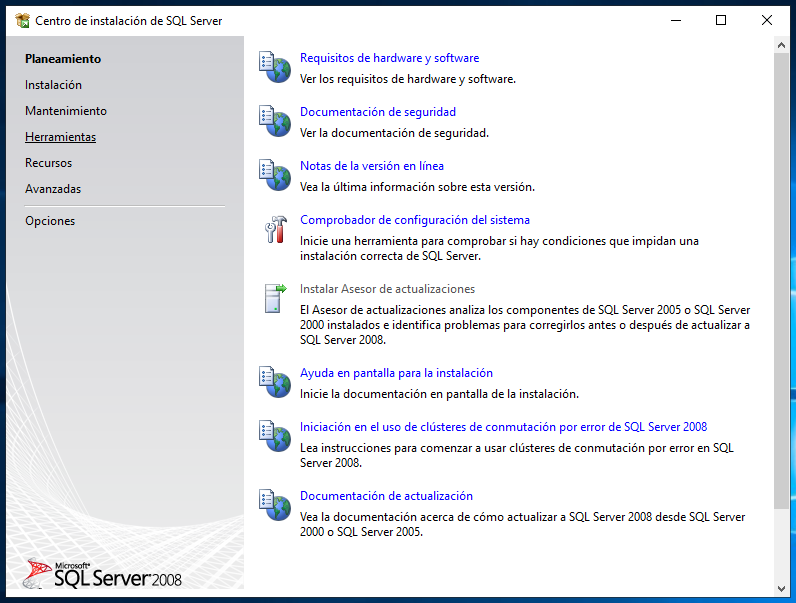 Centro de instalación de SQL Server
Planeamiento
Instalación
Mantenimiento
Herramientas
Recursos
Avanzadas
Opciones
Requisitos de hardware y software
Ver los requisitos de hardware y software.
Documentación de seguridad
Ver la documentación de seguridad.
Notas de la versión en línea
Vea la última información sobre esta versión.
Comprobador de configuración del sistema
Inicie una herramienta para comprobar si hay condiciones que impidan una
instalación correcta de SQL Server.
Instalar Asesor de actualizaciones
El Asesor de actualizaciones analiza los componentes de SQL Server 2005 o SQL Server
2000 instalados e identifica problemas para corregirlos antes o después de actualizar a
SQL Server 2008.
Ayuda en pantalla para la instalación
Inicie la documentación en pantalla de la instalación.
Iniciación en el uso de clústeres de conmutación por error de SQL Server 2008
Lea instrucciones para comenzar a usar clústeres de conmutación por error en SQL
Server 2008.
Documentación de actualización
Vea la documentación acerca de cómo actualizar a SQL Server 2008 desde SQL Server
2000 o SQL Server 2005.
Microsoft®
SQL Server®2008